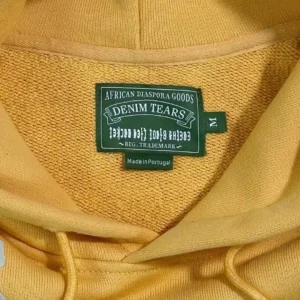 AFRICAN DIASPORA GOODS
DENIM TEARS
REG. TRADEMARK
M
Made in Portugal